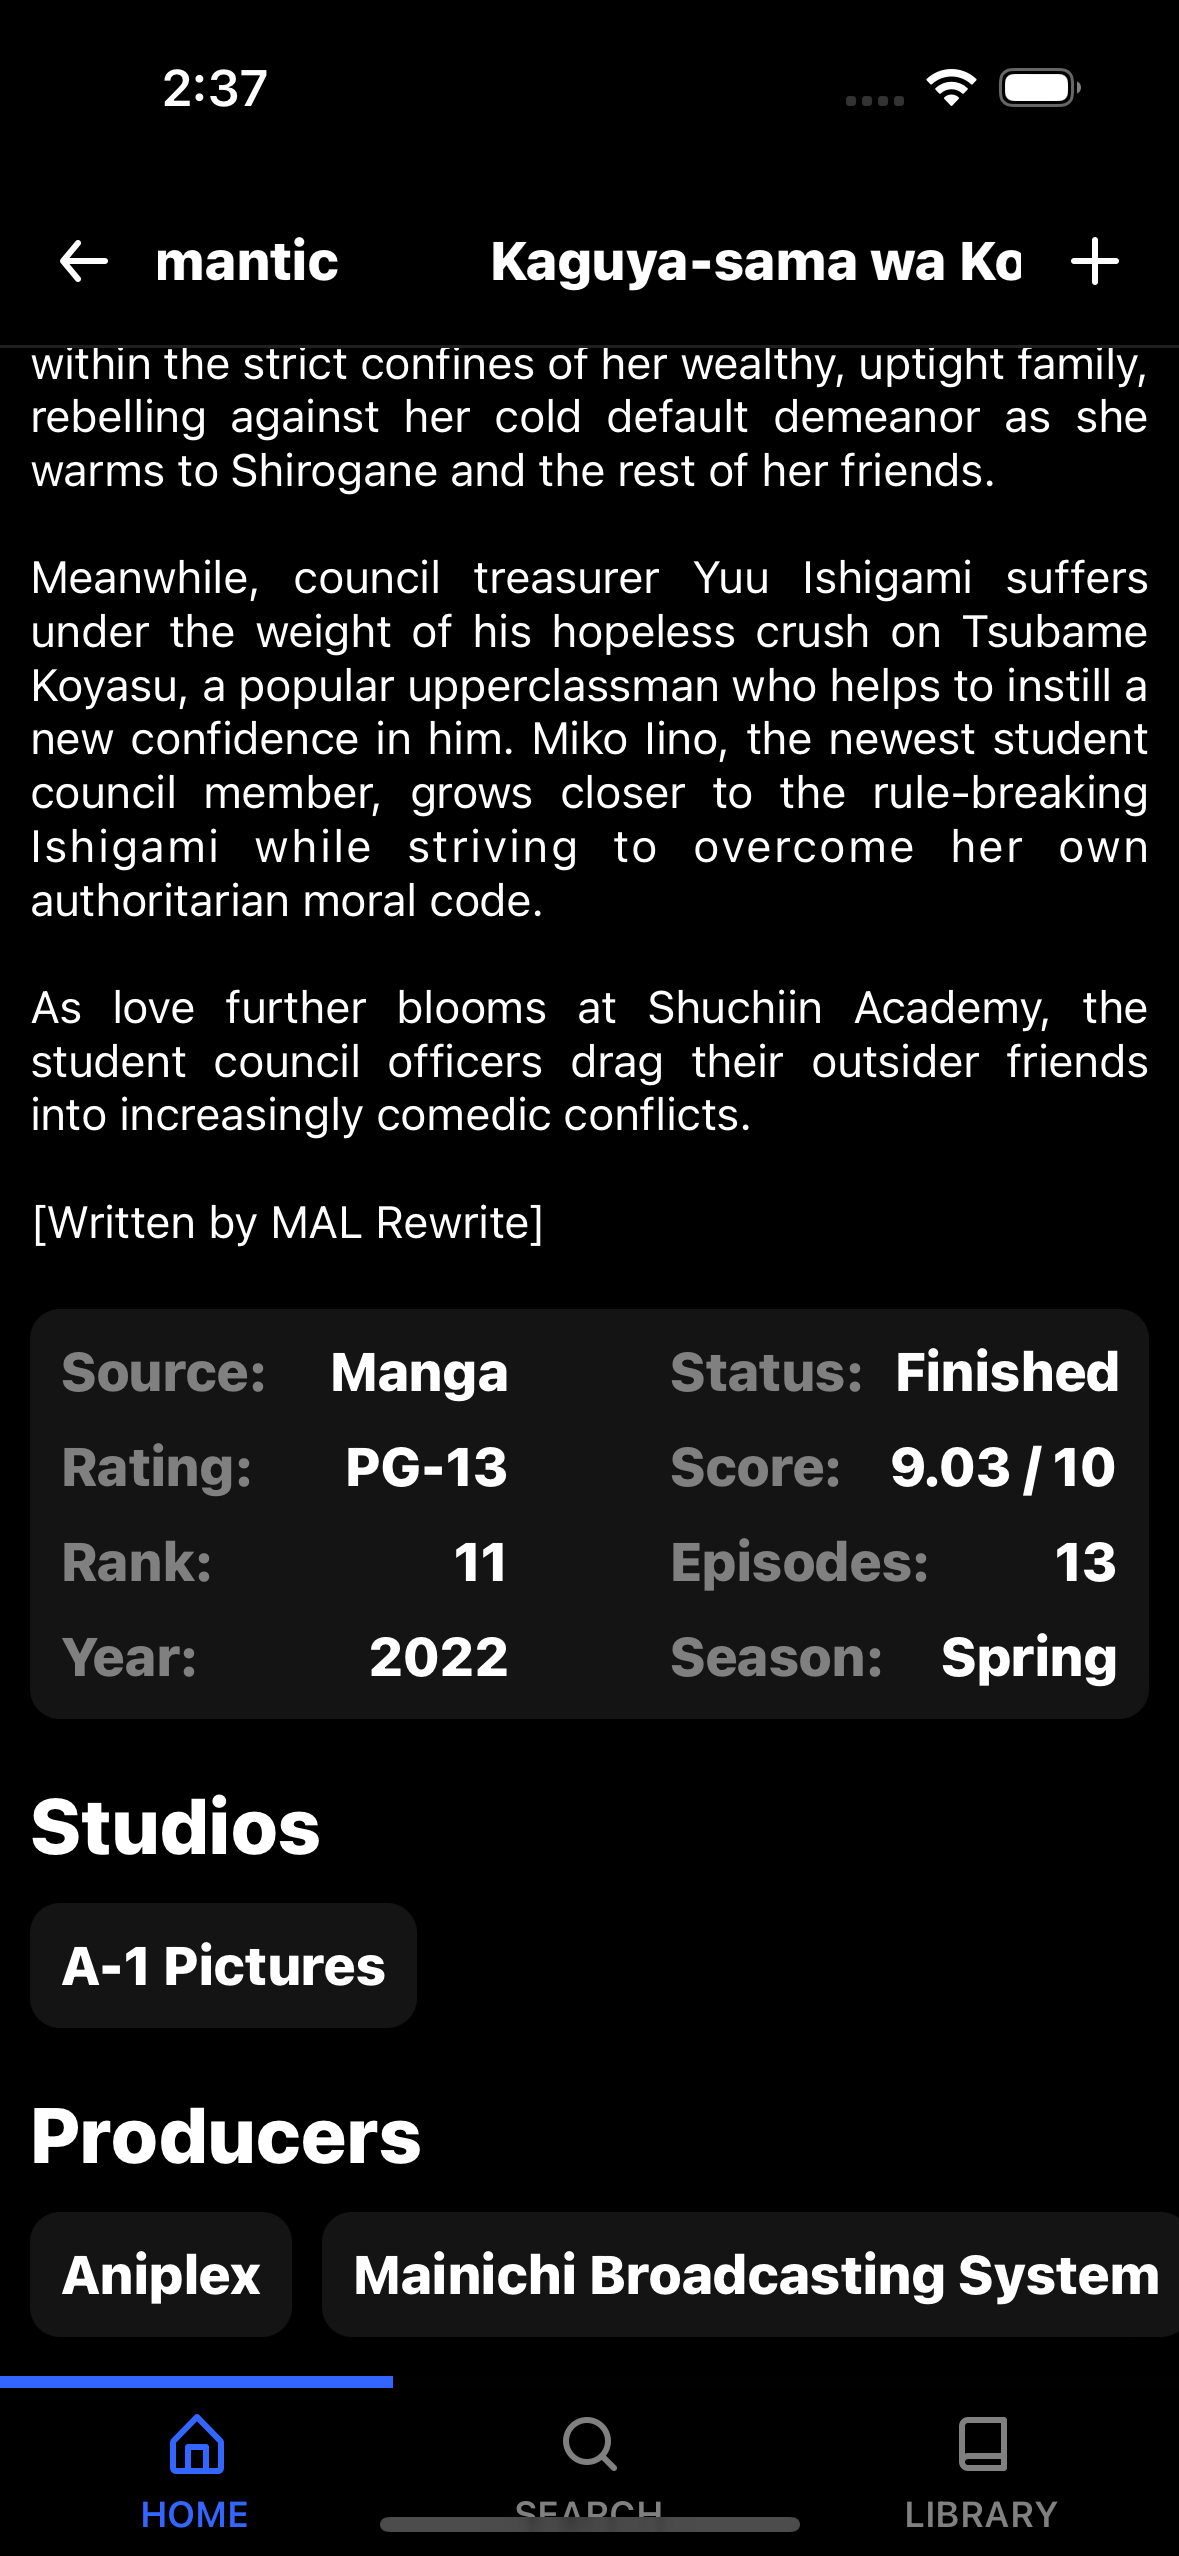 2:37
mantic Kaguya-sama wa Ko
within the strict confines of her wealthy, uptight family,
rebelling against her cold default demeanor as she
warms to Shirogane and the rest of her friends.
Meanwhile, council treasurer Yuu Ishigami suffers
under the weight of his hopeless crush on Tsubame
Koyasu, a popular upperclassman who helps to instill a
new confidence in him. Miko Iino, the newest student
council member, grows closer to the rule-breaking
Ishigami while striving to overcome her own
authoritarian moral code.
As love further blooms at Shuchiin Academy, the
student council officers drag their outsider friends
into increasingly comedic conflicts.
[Written by MAL Rewrite]
Source: Manga Status: Finished
Rating: PG-13 Score: 9.03 / 10
Rank: 11 Episodes: 13
Year: 2022 Season: Spring
Studios
A-1 Pictures
Producers
Aniplex Mainichi Broadcasting System
HOME SEARCH LIBRARY